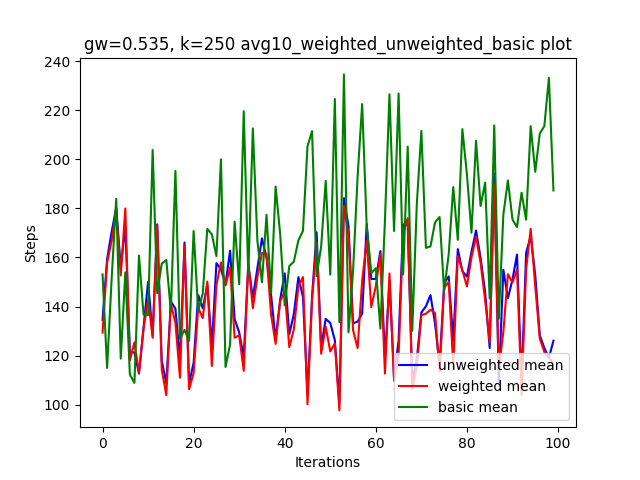 gw=0.535, k=250 avg10_weighted_unweighted_basic plot
240
220
200
180
160
140
120
100
Steps
unweighted mean
weighted mean
basic mean
0 20 40 60 80 100
Iterations